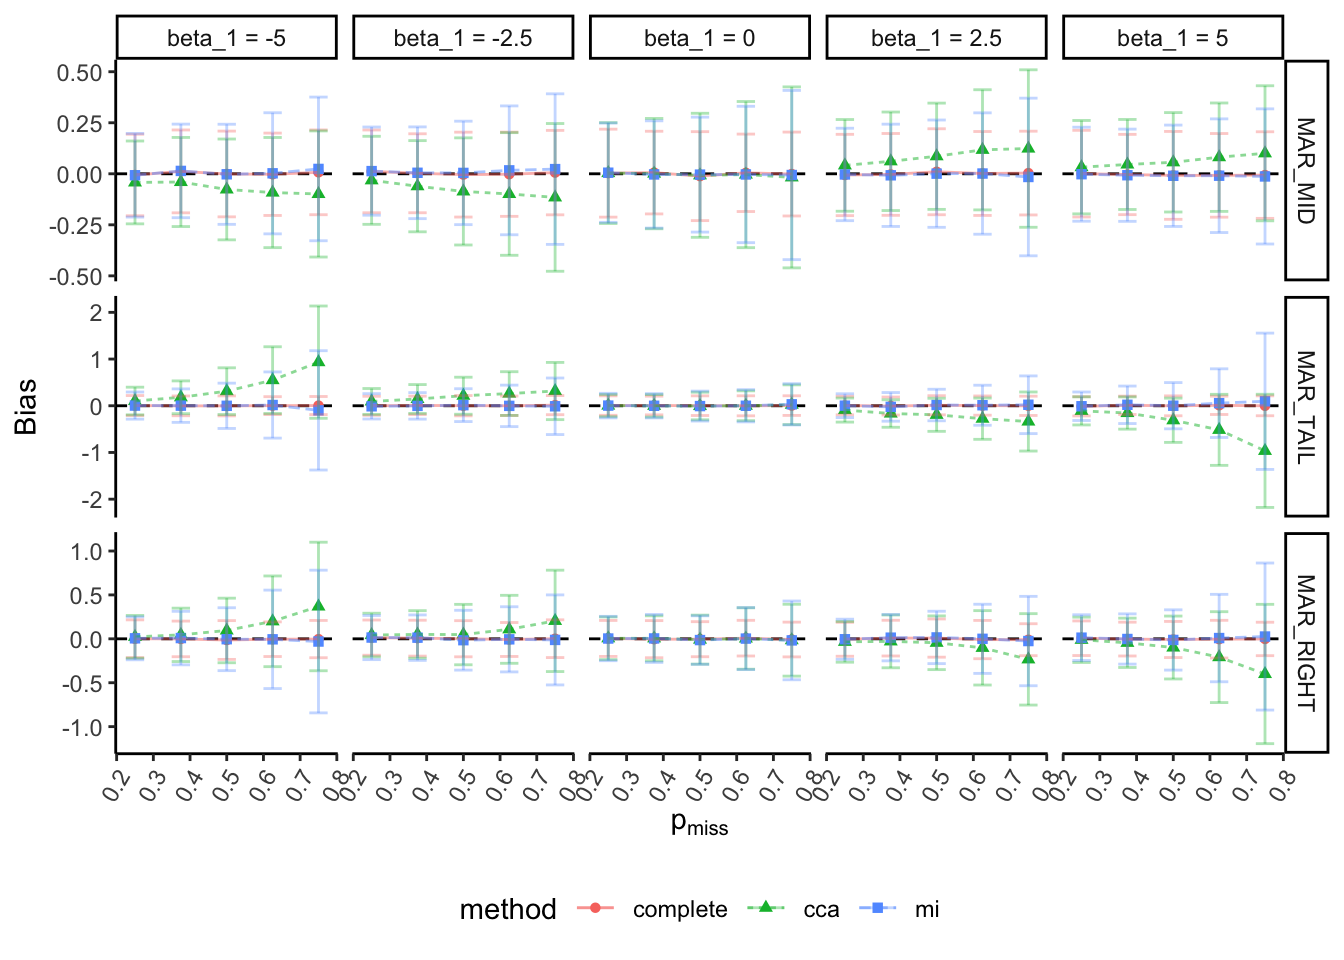 beta_1 = -5 beta_1 = -2.5 beta_1 = 0 beta_1 = 2.5 beta_1 = 5
0.50
0.25
0.00
-0.25
-0.50
MAR_MID
2
1
0
-1
-2
MAR_TAIL
1.0
0.5
0.0
-0.5
-1.0
MAR_RIGHT
Bias
0.2 0.3 0.4 0.5 0.6 0.7 0.8 0.2 0.3 0.4 0.5 0.6 0.7 0.8 0.2 0.3 0.4 0.5 0.6 0.7 0.8 0.2 0.3 0.4 0.5 0.6 0.7 0.8 0.2 0.3 0.4 0.5 0.6 0.7 0.8
pmiss
method complete cca mi